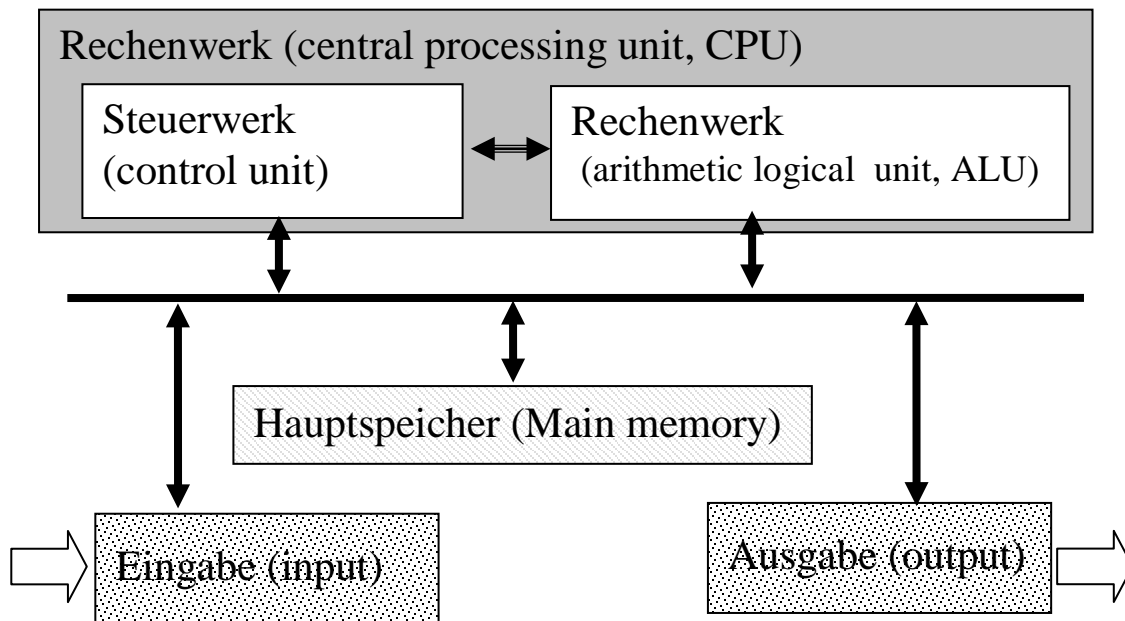 Rechenwerk (central processing unit, CPU)
Steuerwerk
(control unit)
Rechenwerk
(arithmetic logical unit, ALU)
Hauptspeicher (Main memory)
Eingabe (input)
Ausgabe (output)